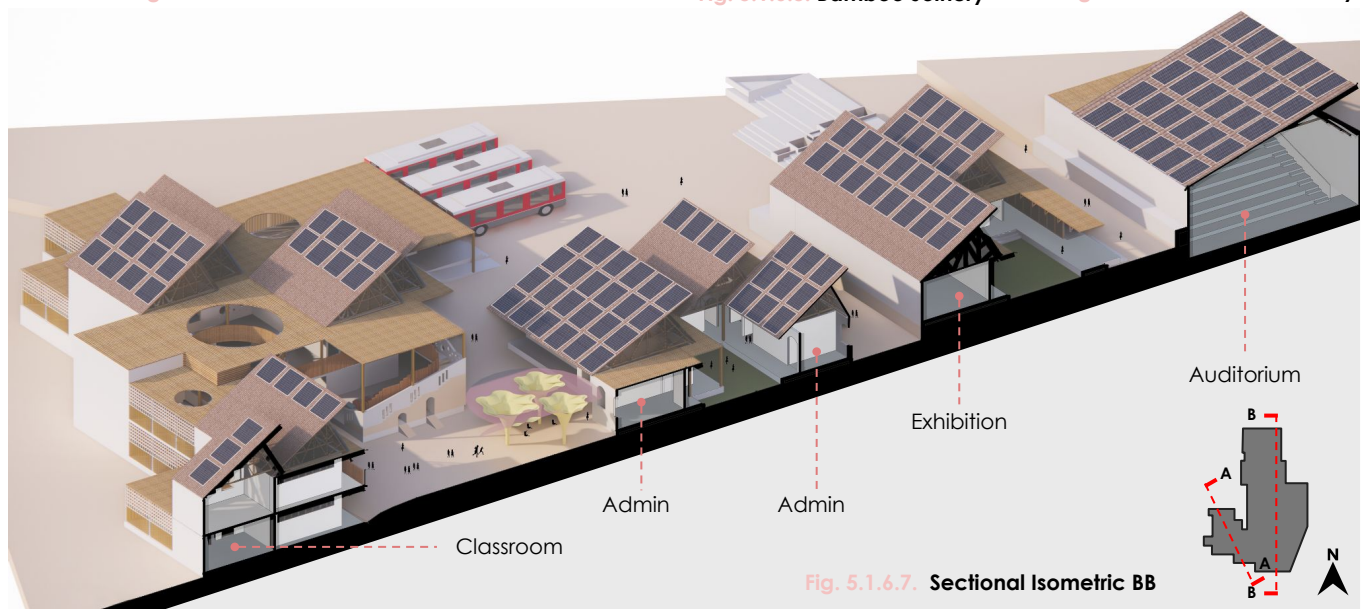 Bamboo Joinery
Auditorium
Exhibition
Admin
Admin
Classroom
B
A
A
B
N
Fig. 5.1.6.7. Sectional Isometric BB